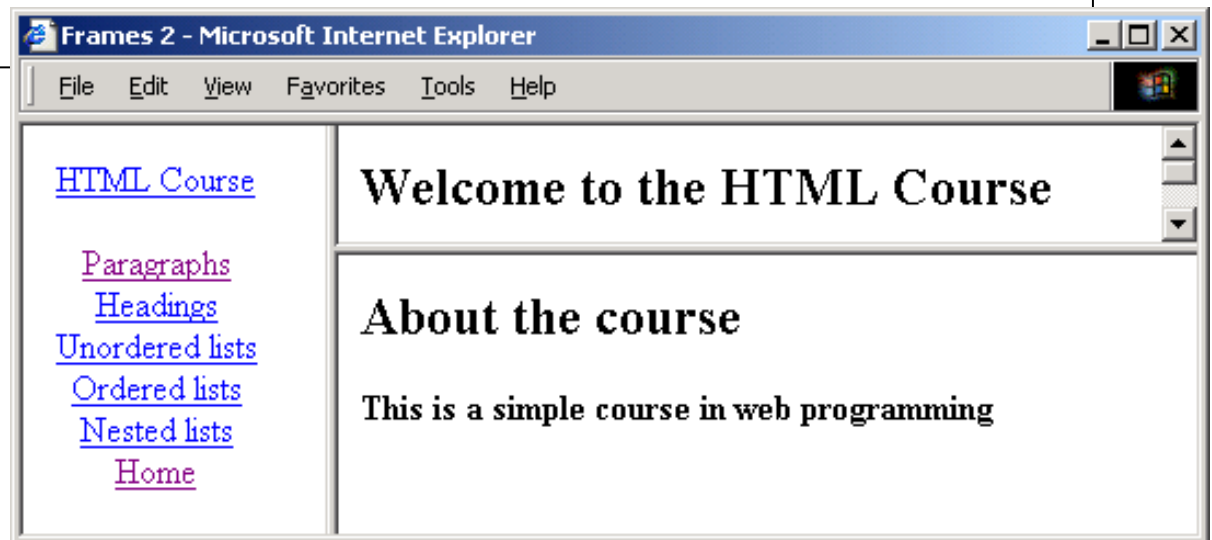 Frames 2 - Microsoft Internet Explorer
File Edit View Favorites Tools Help
HTML Course
Paragraphs
Headings
Unordered lists
Ordered lists
Nested lists
Home
Welcome to the HTML Course
About the course
This is a simple course in web programming